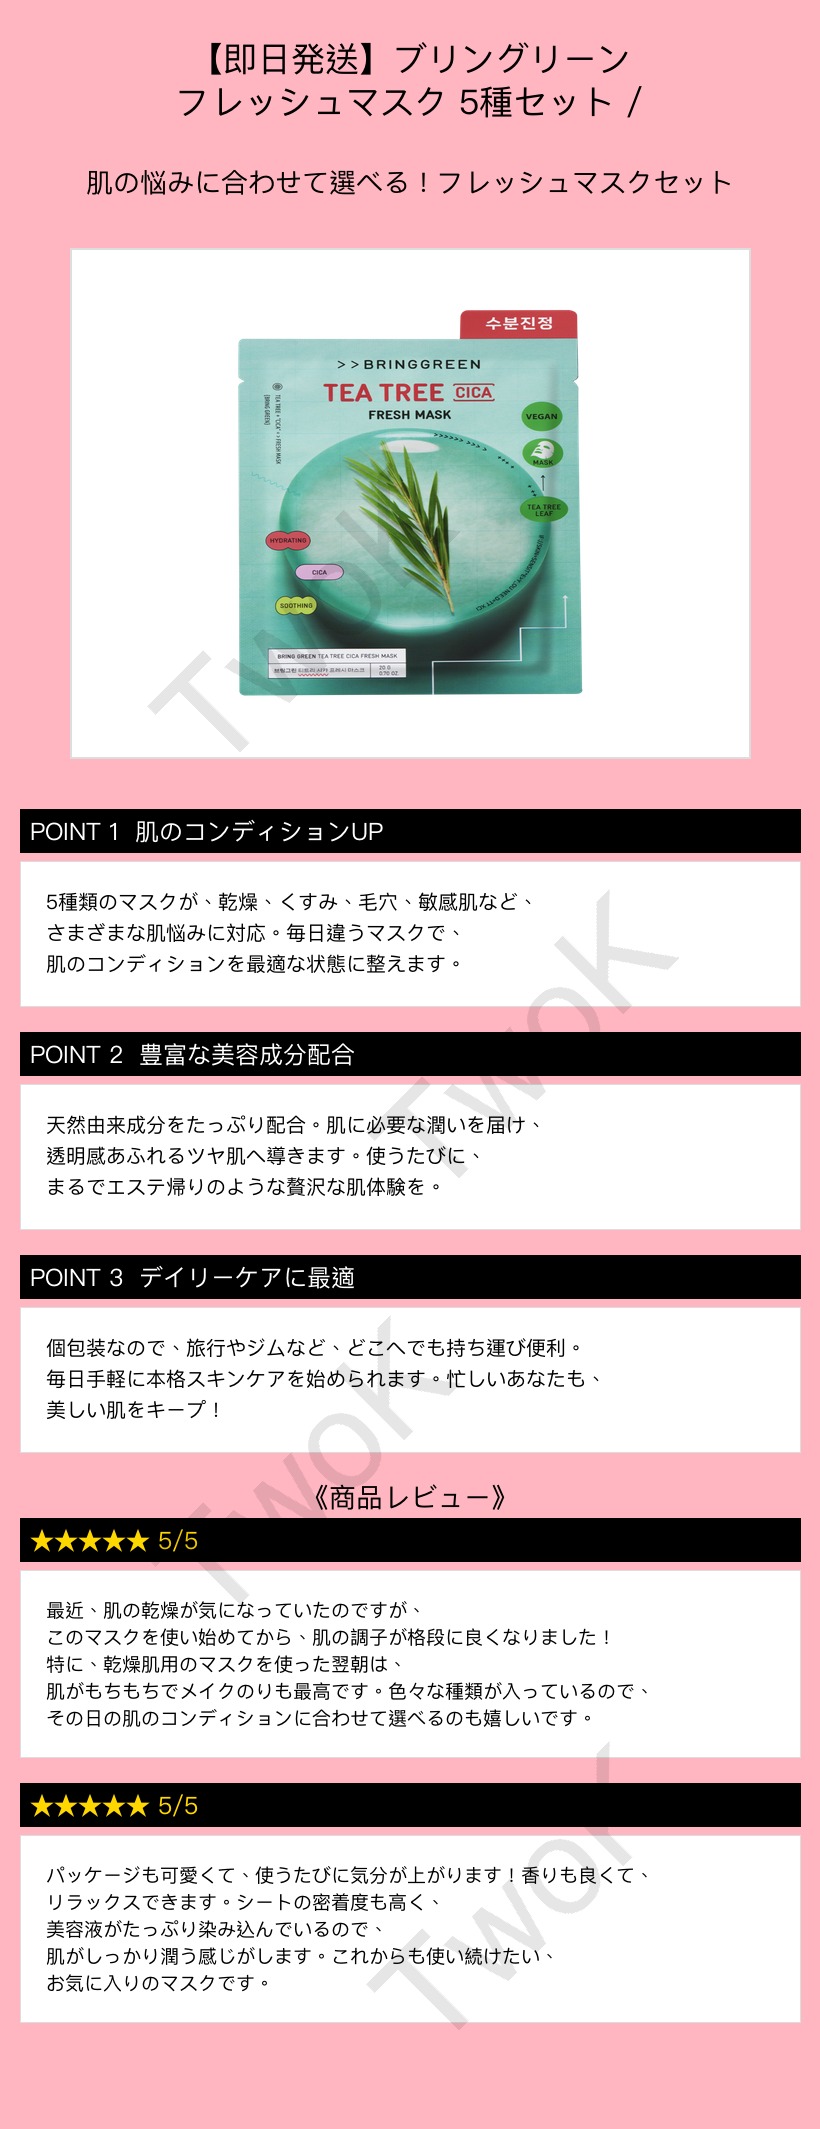 【即日発送】ブリングリーン
フレッシュマスク 5種セット /
肌の悩みに合わせて選べる！フレッシュマスクセット
수분진정
>>BRINGGREEN
TEA TREE CICA
FRESH MASK
VEGAN
MASK
TEA TREE
LEAF
HYDRATING
CICA
SOOTHING
BRING GREEN TEA TREE CICA FRESH MASK
브링그린 티트리 시카 프레시 마스크
20 G
0.70 OZ.
POINT 1 肌のコンディションUP
5種類のマスクが、乾燥、くすみ、毛穴、敏感肌など、
さまざまな肌悩みに対応。毎日違うマスクで、
肌のコンディションを最適な状態に整えます。
POINT 2 豊富な美容成分配合
天然由来成分をたっぷり配合。肌に必要な潤いを届け、
透明感あふれるツヤ肌へ導きます。使うたびに、
まるでエステ帰りのような贅沢な肌体験を。
POINT 3 デイリーケアに最適
個包装なので、旅行やジムなど、どこへでも持ち運び便利。
毎日手軽に本格スキンケアを始められます。忙しいあなたも、
美しい肌をキープ！
《商品レビュー》
★★★★★ 5/5
最近、肌の乾燥が気になっていたのですが、
このマスクを使い始めてから、肌の調子が格段に良くなりました！
特に、乾燥肌用のマスクを使った翌朝は、
肌がもちもちでメイクのりも最高です。色々な種類が入っているので、
その日の肌のコンディションに合わせて選べるのも嬉しいです。
★★★★★ 5/5
パッケージも可愛くて、使うたびに気分が上がります！香りも良くて、
リラックスできます。シートの密着度も高く、
美容液がたっぷり染み込んでいるので、
肌がしっかり潤う感じがします。これからも使い続けたい、
お気に入りのマスクです。
TwoK
TwoK
TwoK
TwoK